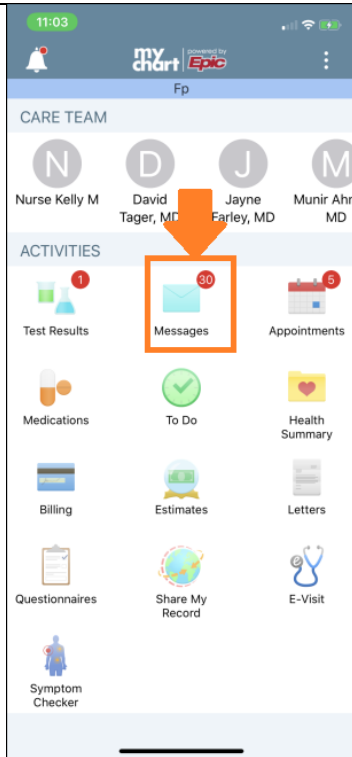 11:03
my chart powered by Epic
Fp
CARE TEAM
N
D
J
M
Nurse Kelly M
David
Tager, MD
Jayne
Farley, MD
Munir Ahr
MD
ACTIVITIES
1
Test Results
30
Messages
5
Appointments
Medications
To Do
Health
Summary
Billing
Estimates
Letters
Questionnaires
Share My
Record
E-Visit
Symptom
Checker